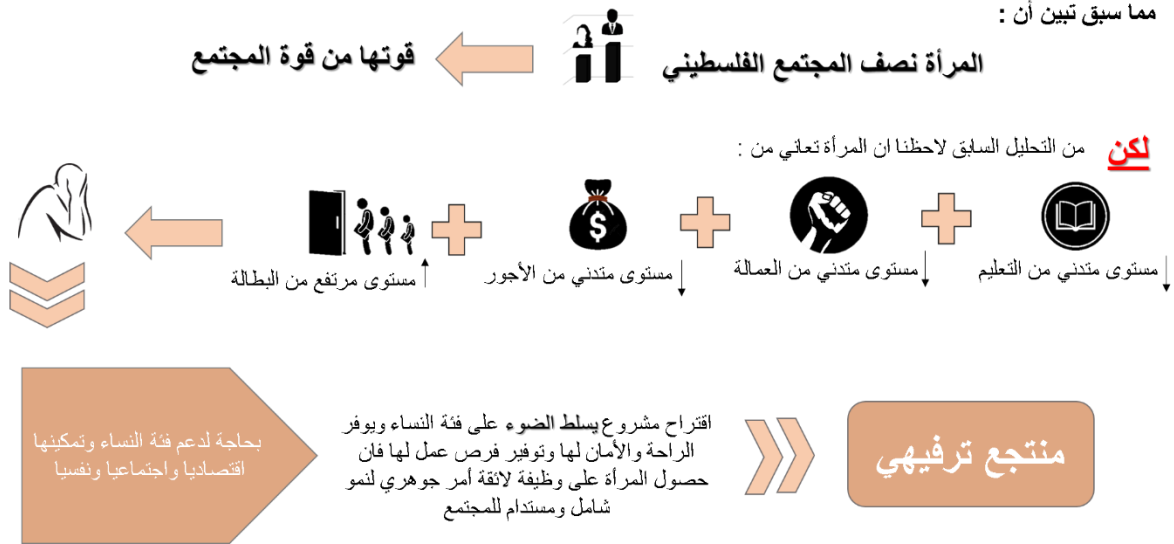 مما سبق تبين أن :
المرأة نصف المجتمع الفلسطيني
قوتها من قوة المجتمع
لكن من التحليل السابق لاحظنا ان المرأة تعاني من :
مستوى متدني من التعليم
مستوى متدني من العمالة
$
مستوى متدني من الأجور
مستوى مرتفع من البطالة
بحاجة لدعم فئة النساء وتمكينها
اقتصاديا واجتماعيا ونفسيا
اقتراح مشروع يسلط الضوء على فئة النساء ويوفر
الراحة والأمان لها وتوفير فرص عمل لها فان
حصول المرأة على وظيفة لائقة أمر جوهري لنمو
شامل ومستدام للمجتمع
منتجع ترفيهي